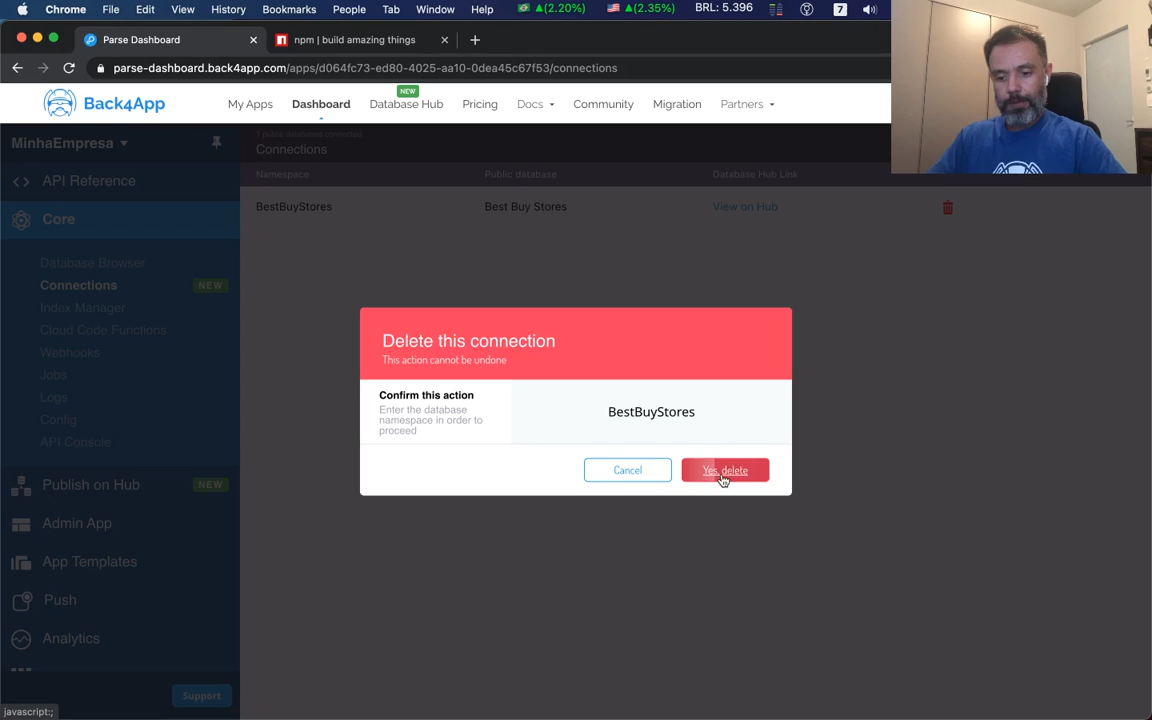 Chrome File Edit View History Bookmarks People Tab Window Help (2.20%) (2.35%) BRL: 5.396 7
Parse Dashboard npm | build amazing things
parse-dashboard.back4app.com/apps/d064fc73-ed80-4025-aa10-0dea45c67f53/connections
NEW
Back4App My Apps Dashboard Database Hub Pricing Docs Community Migration Partners
MinhaEmpresa
1 public databases connected
Connections
Namespace Public database Database Hub Link
BestBuyStores Best Buy Stores View on Hub
API Reference
Core
Database Browser
Connections NEW
Index Manager
Cloud Code Functions
Webhooks
Jobs
Logs
Config
API Console
Publish on Hub NEW
Admin App
App Templates
Push
Analytics
Support
Delete this connection
This action cannot be undone
Confirm this action
Enter the database
namespace in order to
proceed
BestBuyStores
Cancel Yes, delete
javascript:;